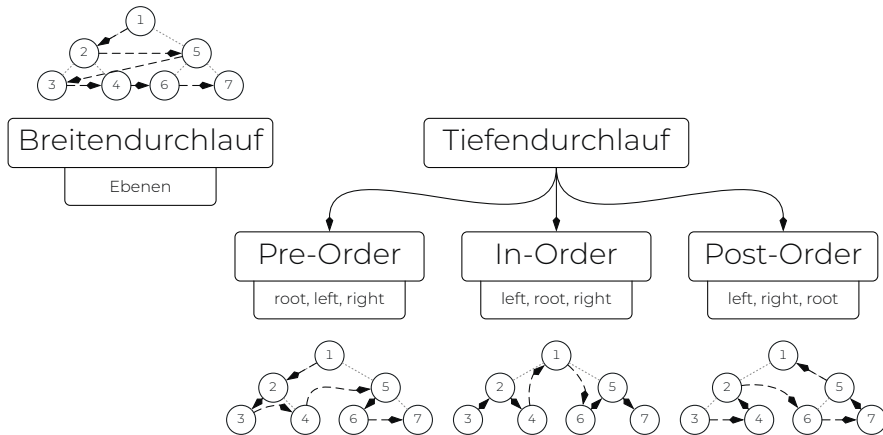 1
2 5
3 4 6 7
Breitendurchlauf
Ebenen
Tiefendurchlauf
Pre-Order
root, left, right
In-Order
left, root, right
Post-Order
left, right, root
1
2 5
3 4 6 7
1
2 5
3 4 6 7
1
2 5
3 4 6 7